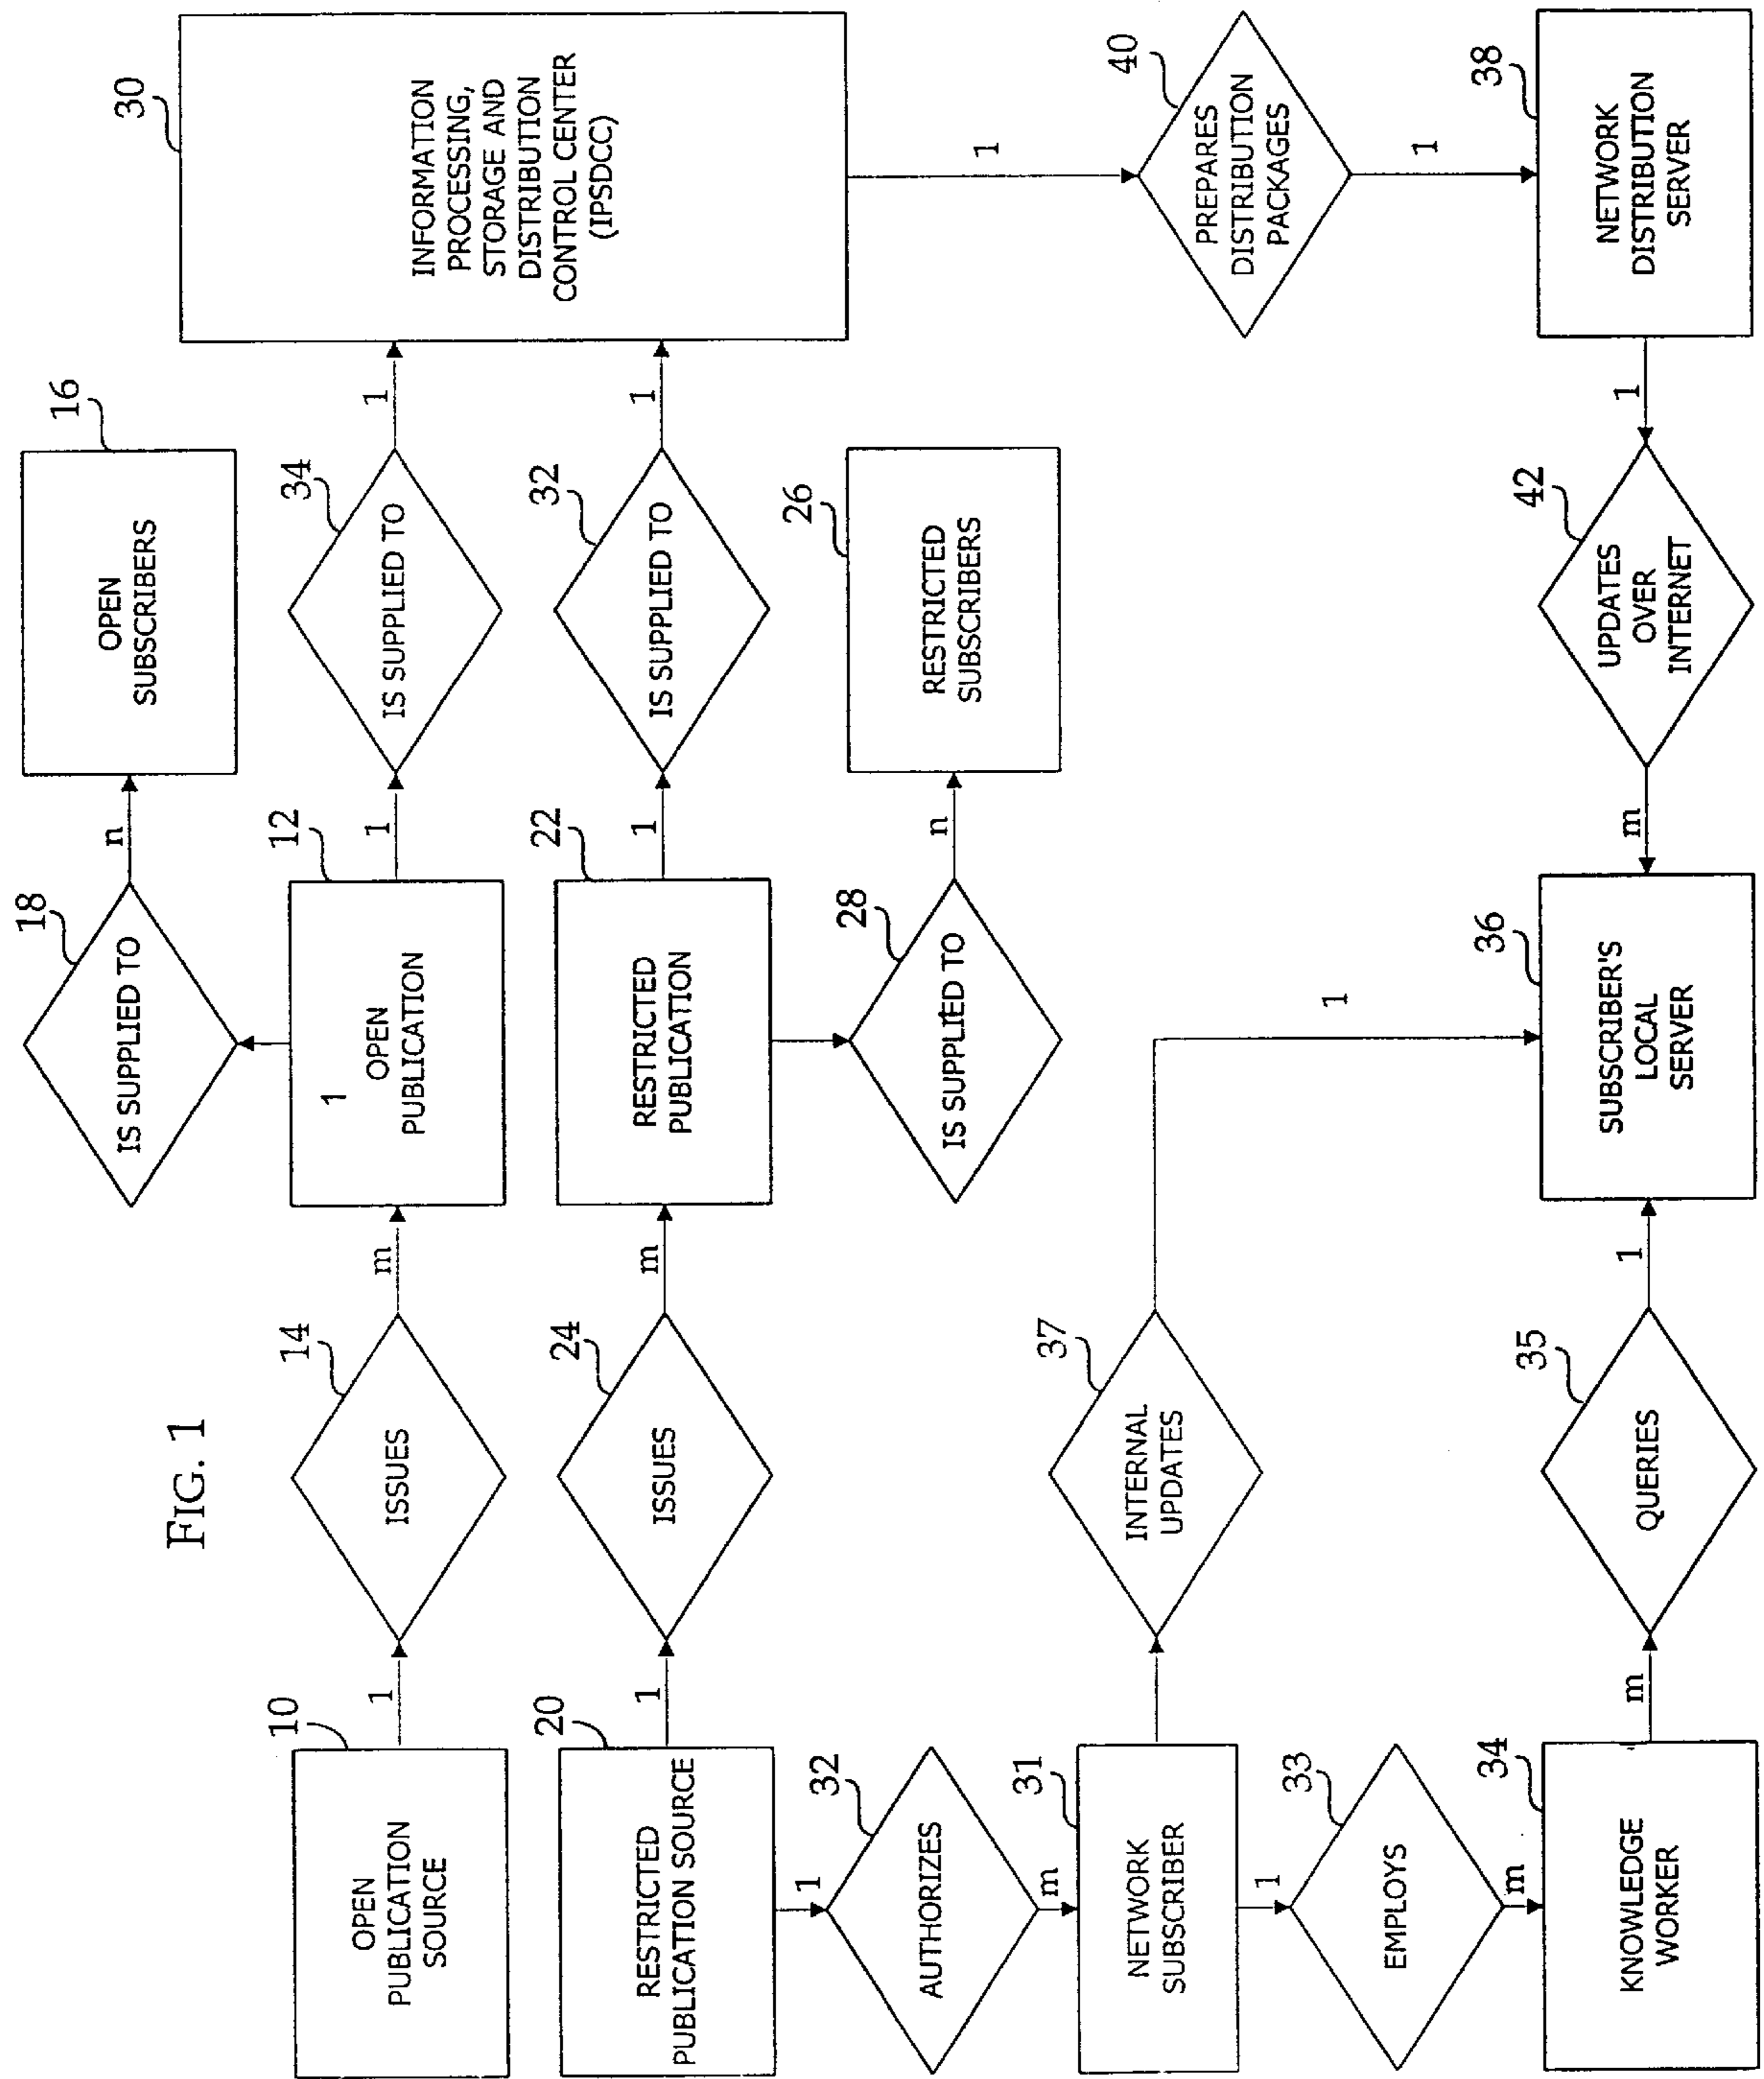 FIG. 1
16
OPEN
SUBSCRIBERS
18
IS SUPPLIED TO
n
10
OPEN
PUBLICATION
SOURCE
1
14
ISSUES
m
12
1
OPEN
PUBLICATION
1
34
IS SUPPLIED TO
1
30
INFORMATION
PROCESSING,
STORAGE AND
DISTRIBUTION
CONTROL CENTER
(IPSDCC)
20
RESTRICTED
PUBLICATION SOURCE
1
24
ISSUES
m
22
RESTRICTED
PUBLICATION
1
32
IS SUPPLIED TO
1
1
32
AUTHORIZES
m
28
IS SUPPLIED TO
n
26
RESTRICTED
SUBSCRIBERS
1
40
PREPARES
DISTRIBUTION
PACKAGES
1
31
NETWORK
SUBSCRIBER
37
INTERNAL
UPDATES
1
1
33
EMPLOYS
m
34
KNOWLEDGE
WORKER
m
35
QUERIES
1
36
SUBSCRIBER'S
LOCAL
SERVER
m
42
UPDATES
OVER
INTERNET
1
38
NETWORK
DISTRIBUTION
SERVER